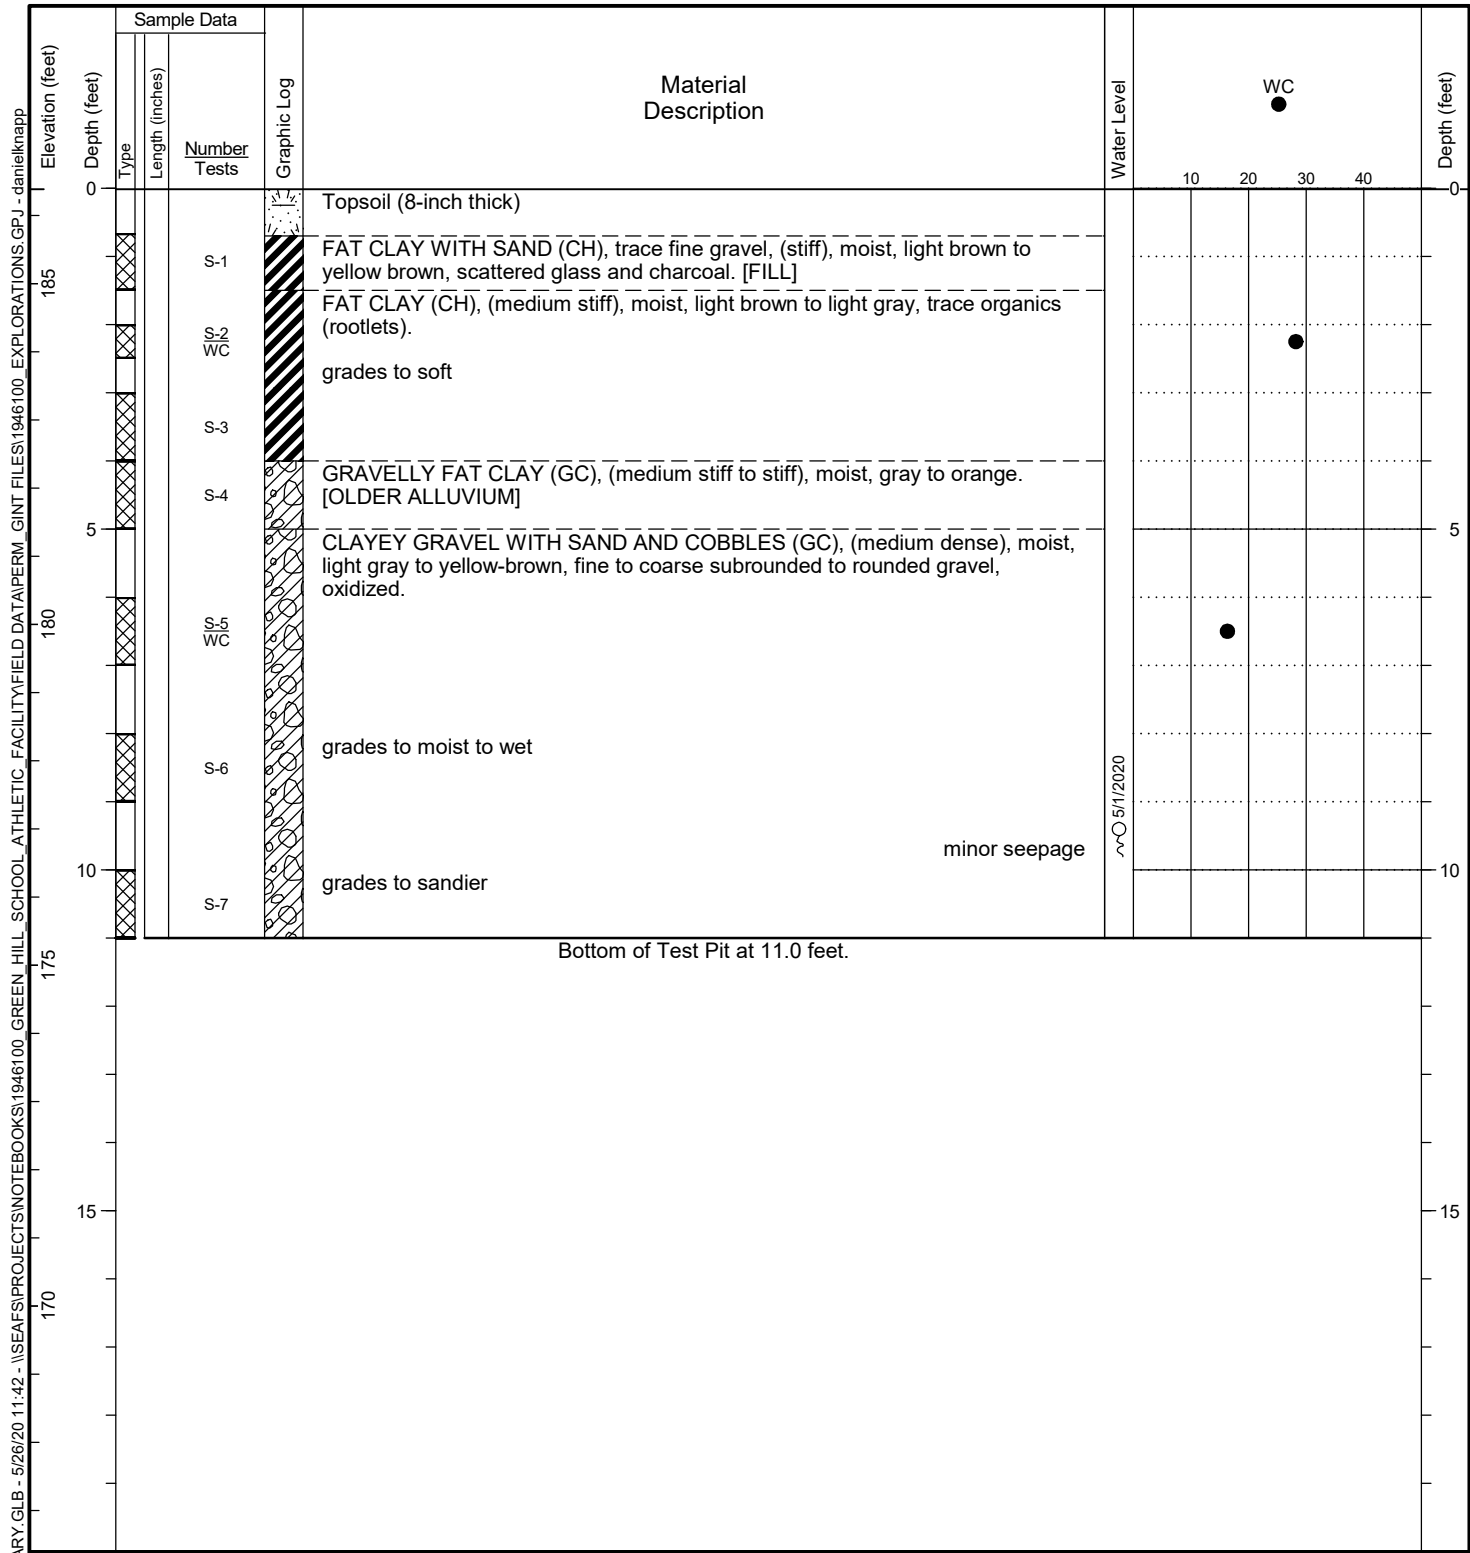 Sample Data
Elevation (feet)
Depth (feet)
Type
Length (inches)
Number
Tests
Graphic Log
Material
Description
Water Level
WC
Depth (feet)
10 20 30 40
0 0
Topsoil (8-inch thick)
S-1
FAT CLAY WITH SAND (CH), trace fine gravel, (stiff), moist, light brown to
yellow brown, scattered glass and charcoal. [FILL]
185
FAT CLAY (CH), (medium stiff), moist, light brown to light gray, trace organics
(rootlets).
S-2
WC
grades to soft
S-3
GRAVELLY FAT CLAY (GC), (medium stiff to stiff), moist, gray to orange.
[OLDER ALLUVIUM]
S-4
5 5
CLAYEY GRAVEL WITH SAND AND COBBLES (GC), (medium dense), moist,
light gray to yellow-brown, fine to coarse subrounded to rounded gravel,
oxidized.
180
S-5
WC
grades to moist to wet
S-6
5/1/2020
minor seepage
10 10
grades to sandier
S-7
Bottom of Test Pit at 11.0 feet.
175
15 15
170
ARY.GLB - 5/26/20 11:42 - \\SEAFS\PROJECTS\NOTEBOOKS\1946100_GREEN_HILL_SCHOOL_ATHLETIC_FACILITY\FIELD DATA\PERM_GINT FILES\1946100_EXPLORATIONS.GPJ - danielknapp